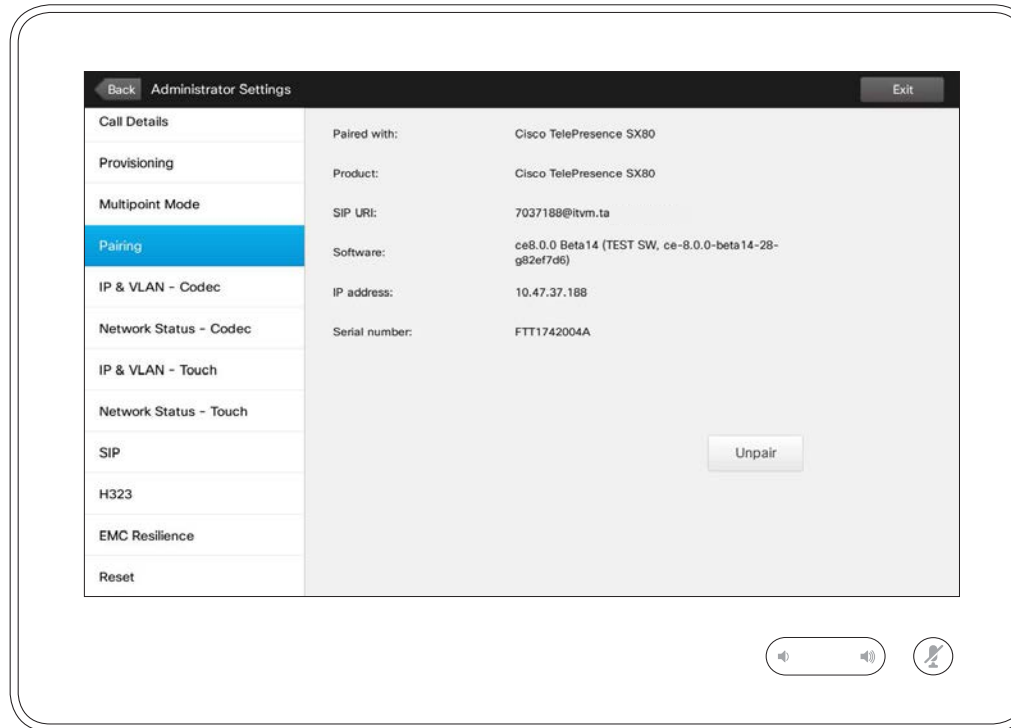 Back Administrator Settings Exit
Call Details
Provisioning
Multipoint Mode
Pairing
IP & VLAN - Codec
Network Status - Codec
IP & VLAN - Touch
Network Status - Touch
SIP
H323
EMC Resilience
Reset
Paired with: Cisco TelePresence SX80
Product: Cisco TelePresence SX80
SIP URI: 7037188@itvm.ta
Software: ce8.0.0 Beta14 (TEST SW, ce-8.0.0-beta14-28-
g82ef7d6)
IP address: 10.47.37.188
Serial number: FTT1742004A
Unpair